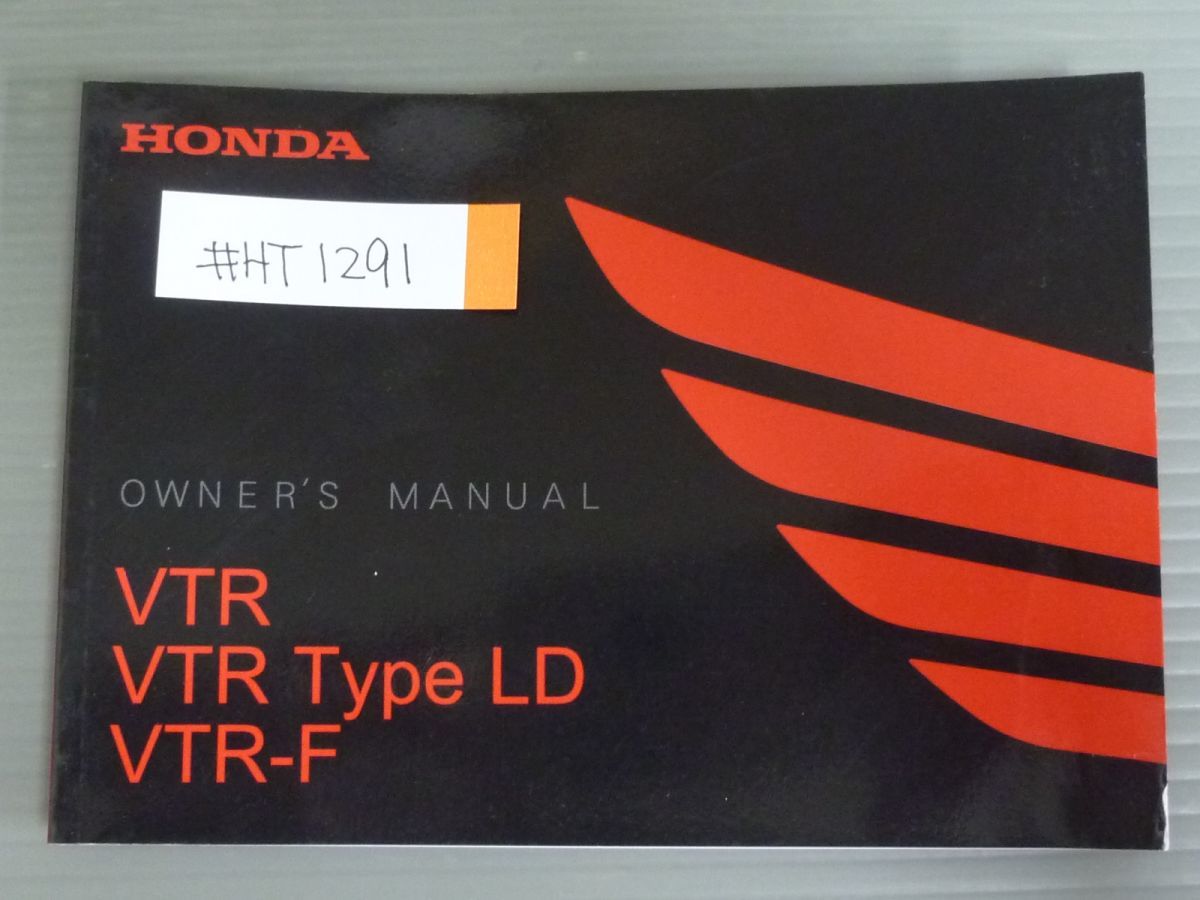 HONDA
#HT1291
OWNER'S MANUAL
VTR
VTR Type LD
VTR-F